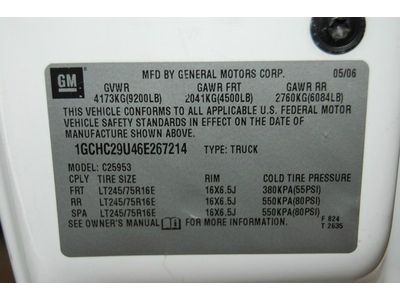 GM
MFD BY GENERAL MOTORS CORP. 05/06
GVWR GAWR FRT GAWR RR
4173KG(9200LB) 2041KG(4500LB) 2760KG(6084LB)
THIS VEHICLE CONFORMS TO ALL APPLICABLE U.S. FEDERAL MOTOR
VEHICLE SAFETY STANDARDS IN EFFECT ON THE DATE OF
MANUFACTURE SHOWN ABOVE.
1GCHC29U46E267214 TYPE: TRUCK
MODEL: C25953
CPLY TIRE SIZE RIM COLD TIRE PRESSURE
FRT LT245/75R16E 16X6.5J 380KPA(55PSI)
RR LT245/75R16E 16X6.5J 550KPA(80PSI)
SPA LT245/75R16E 16X6.5J 550KPA(80PSI)
SEE OWNER'S MANUAL FOR MORE INFORMATION. F 824
T 2635